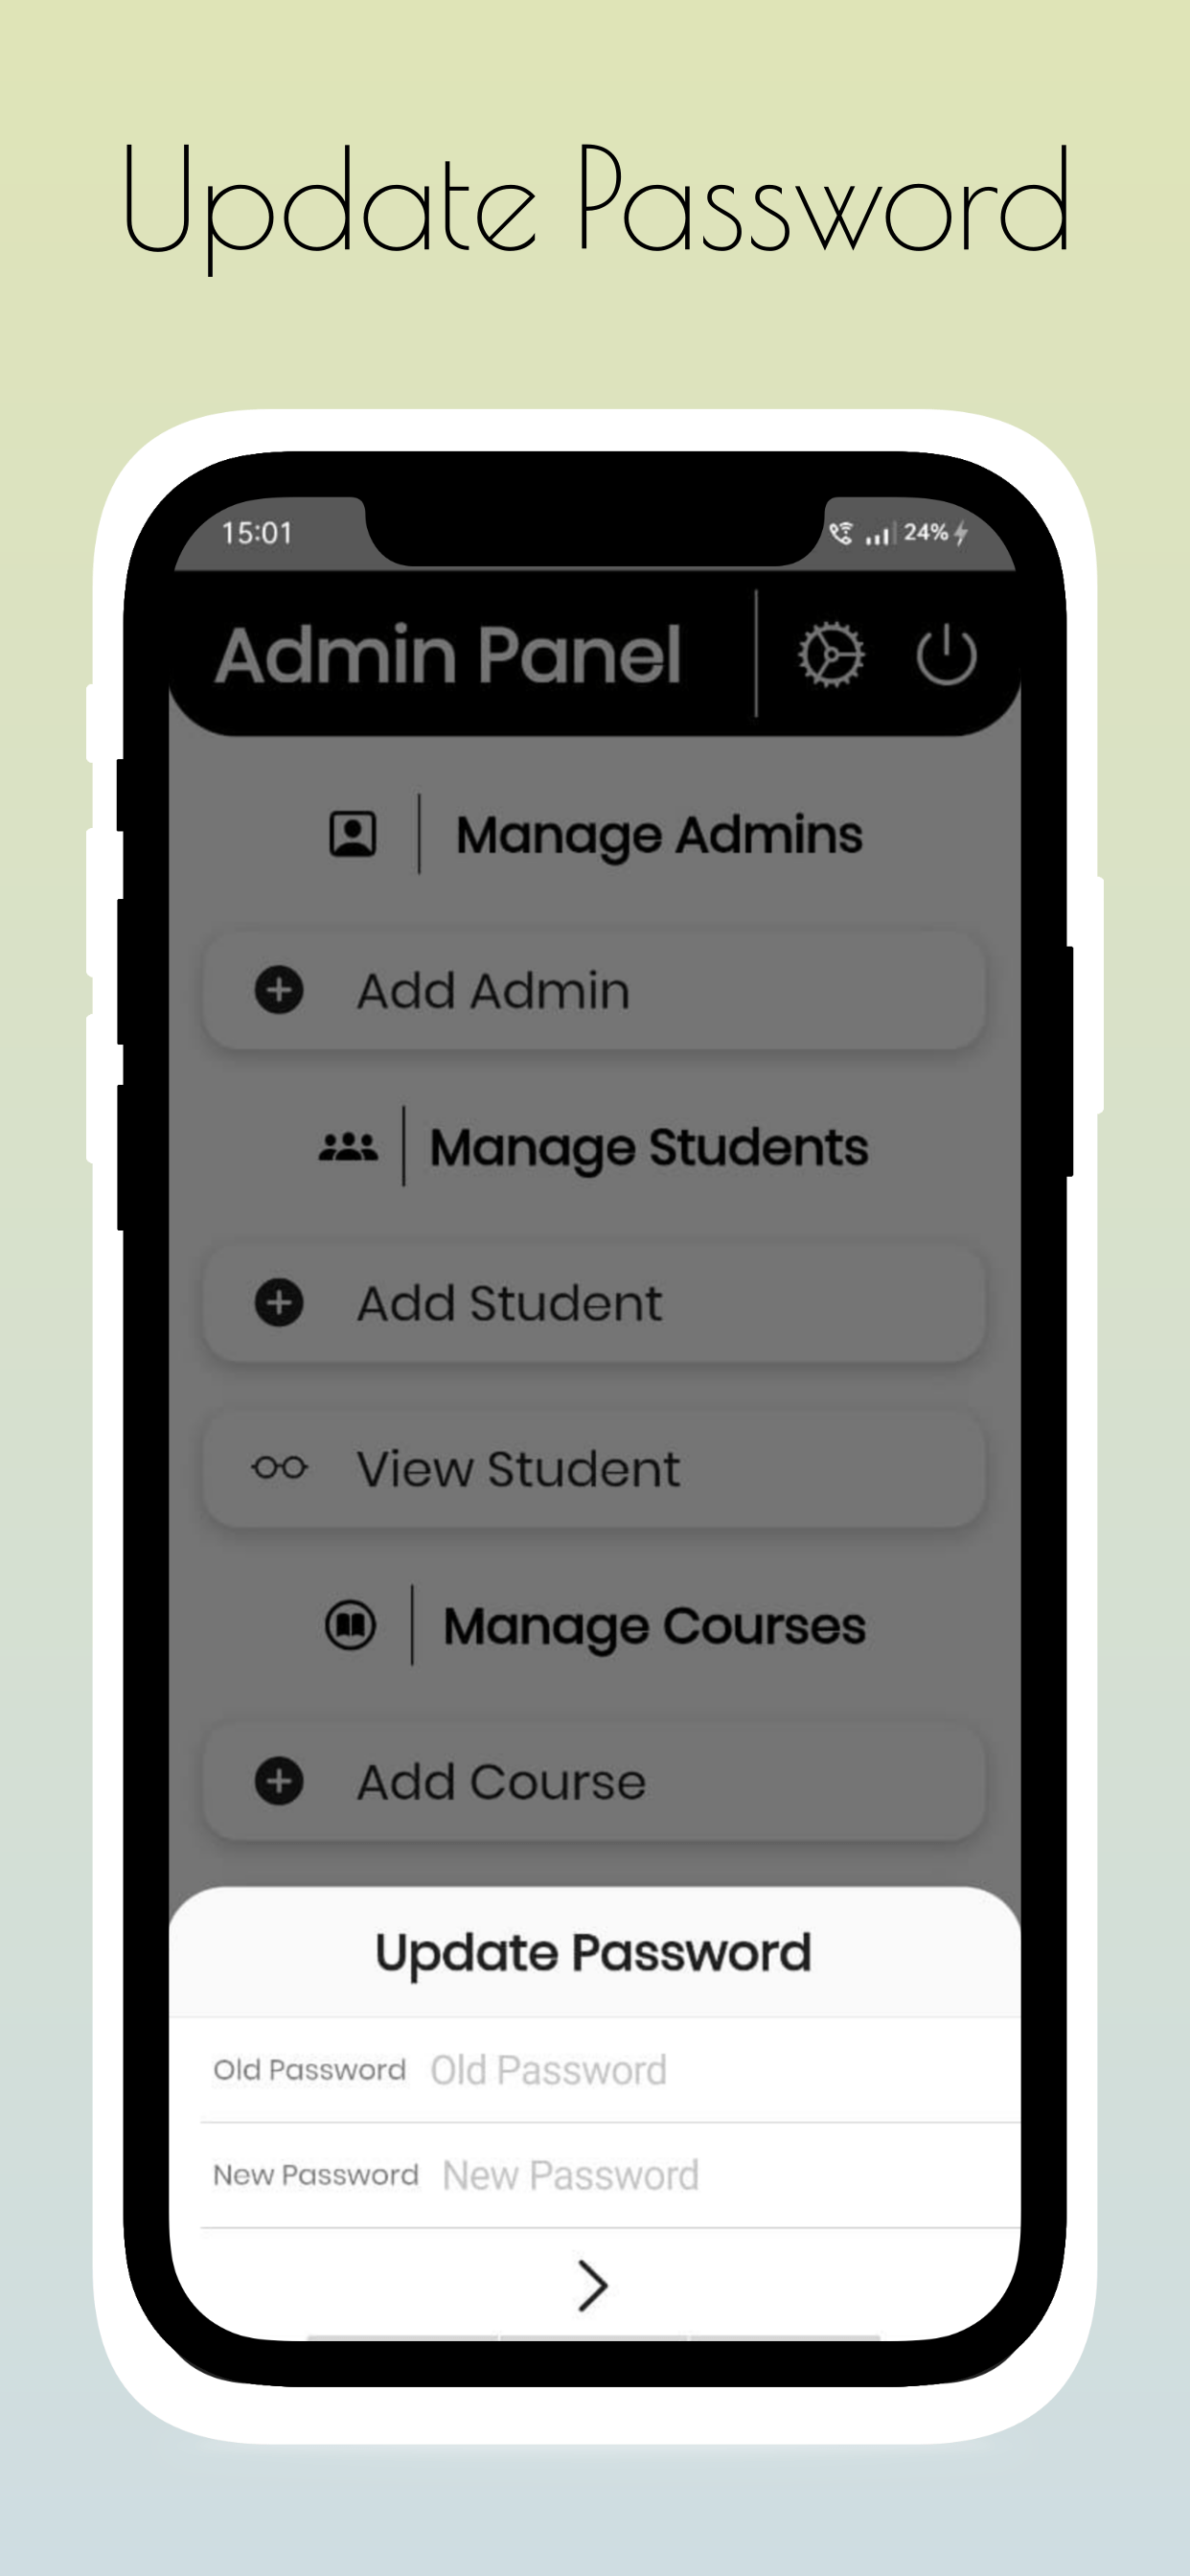 Update Password
15:01 24%
Admin Panel
Manage Admins
Add Admin
Manage Students
Add Student
View Student
Manage Courses
Add Course
Update Password
Old Password Old Password
New Password New Password